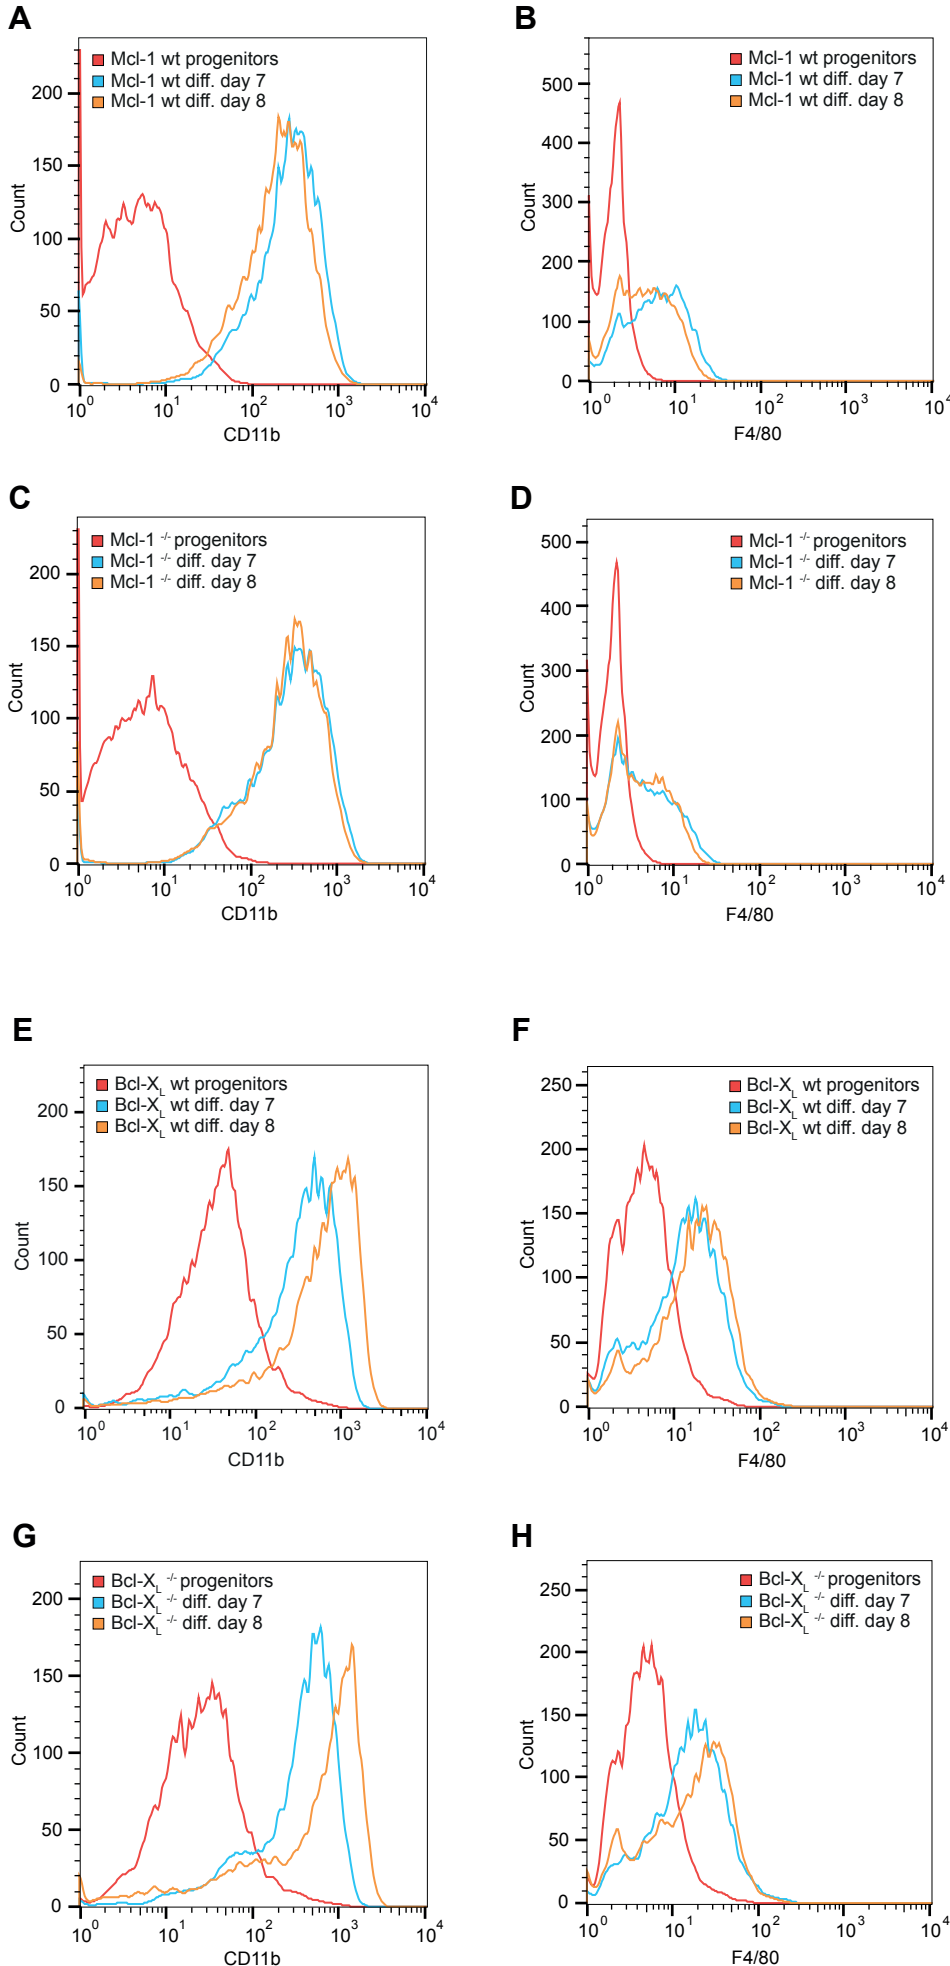 A
Mcl-1 wt progenitors
Mcl-1 wt diff. day 7
Mcl-1 wt diff. day 8
200
150
100
50
0
Count
10^0 10^1 10^2 10^3 10^4
CD11b
B
Mcl-1 wt progenitors
Mcl-1 wt diff. day 7
Mcl-1 wt diff. day 8
500
400
300
200
100
0
Count
10^0 10^1 10^2 10^3 10^4
F4/80
C
Mcl-1 -/- progenitors
Mcl-1 -/- diff. day 7
Mcl-1 -/- diff. day 8
200
150
100
50
0
Count
10^0 10^1 10^2 10^3 10^4
CD11b
D
Mcl-1 -/- progenitors
Mcl-1 -/- diff. day 7
Mcl-1 -/- diff. day 8
500
400
300
200
100
0
Count
10^0 10^1 10^2 10^3 10^4
F4/80
E
Bcl-XL wt progenitors
Bcl-XL wt diff. day 7
Bcl-XL wt diff. day 8
200
150
100
50
0
Count
10^0 10^1 10^2 10^3 10^4
CD11b
F
Bcl-XL wt progenitors
Bcl-XL wt diff. day 7
Bcl-XL wt diff. day 8
250
200
150
100
50
0
Count
10^0 10^1 10^2 10^3 10^4
F4/80
G
Bcl-XL -/- progenitors
Bcl-XL -/- diff. day 7
Bcl-XL -/- diff. day 8
200
150
100
50
0
Count
10^0 10^1 10^2 10^3 10^4
CD11b
H
Bcl-XL -/- progenitors
Bcl-XL -/- diff. day 7
Bcl-XL -/- diff. day 8
250
200
150
100
50
0
Count
10^0 10^1 10^2 10^3 10^4
F4/80